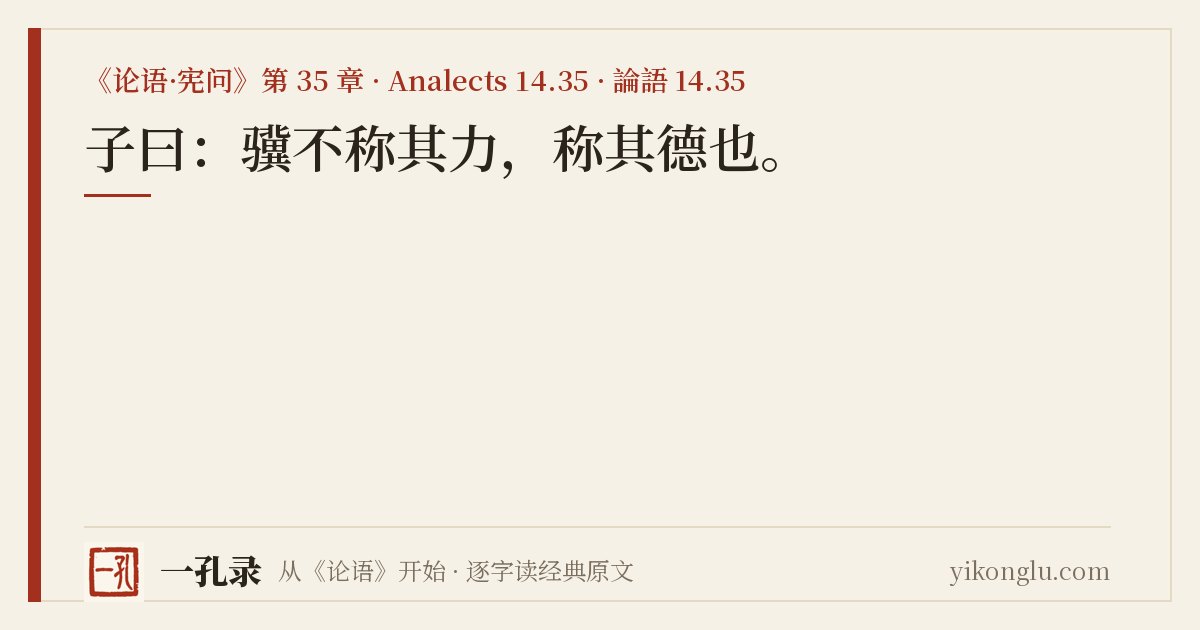 《论语·宪问》第 35 章 · Analects 14.35 · 論語 14.35
子曰：骥不称其力，称其德也。
一孔
一孔录 从《论语》开始 · 逐字读经典原文 yikonglu.com